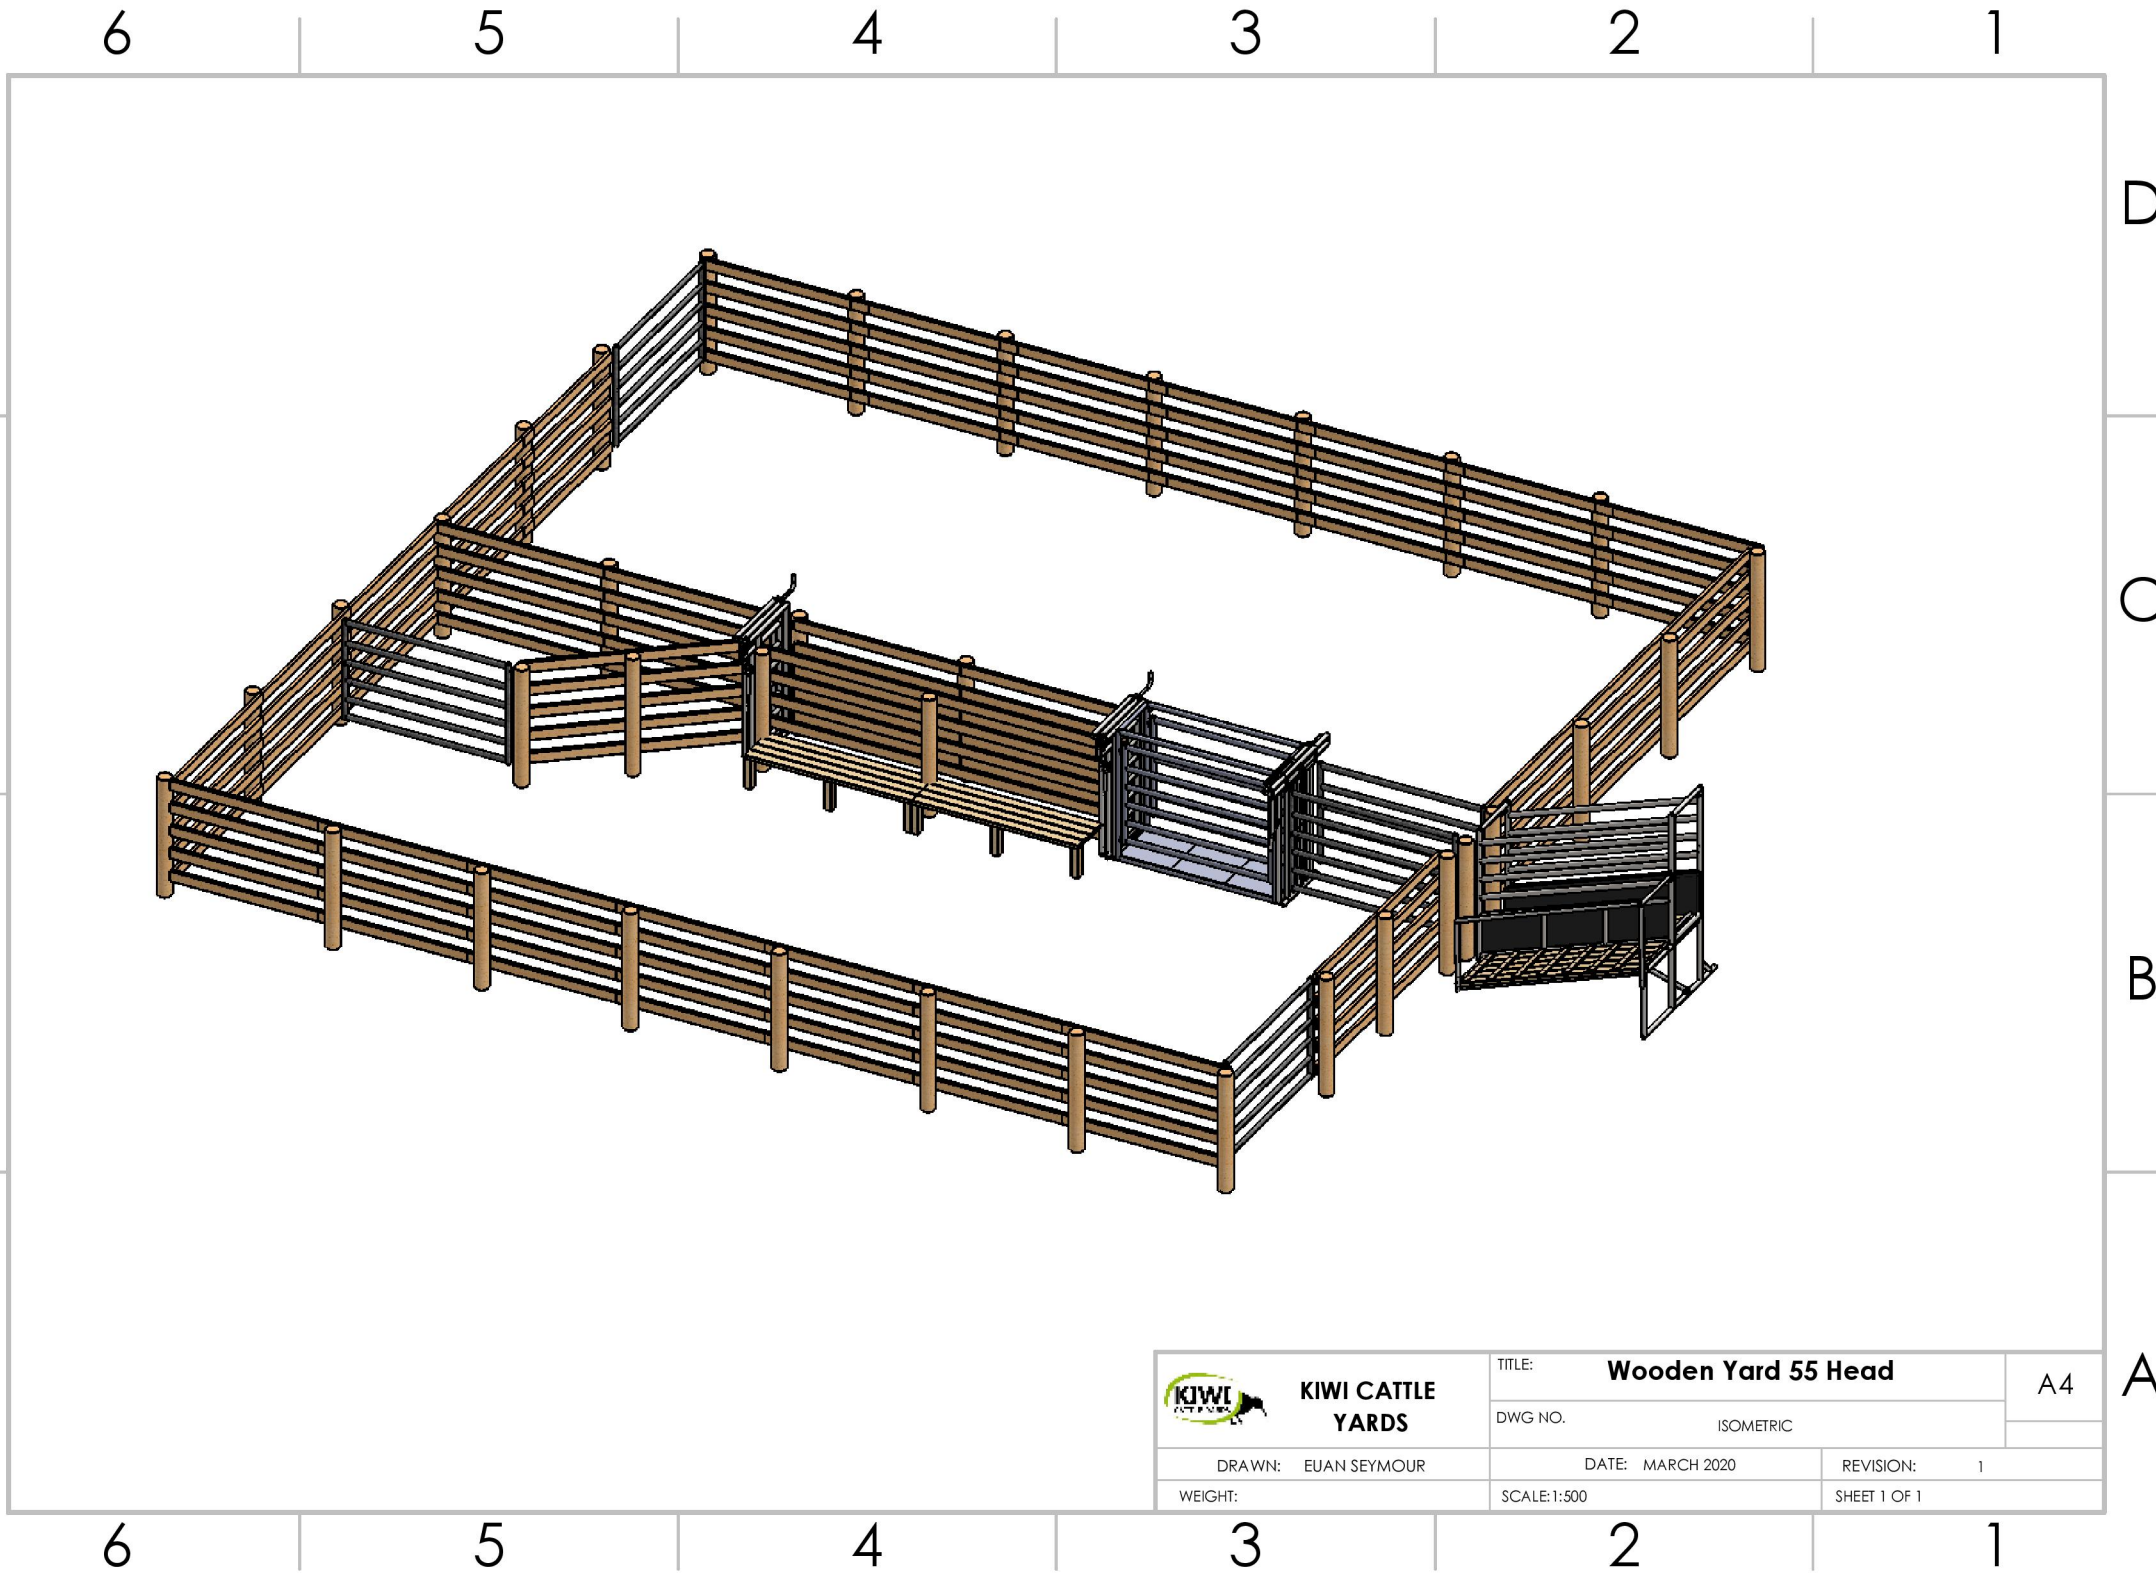 6 5 4 3 2 1
D
C
B
A
KIWI
KIWI CATTLE
YARDS
TITLE: Wooden Yard 55 Head
A4
DWG NO. ISOMETRIC
DRAWN: EUAN SEYMOUR
DATE: MARCH 2020
REVISION: 1
WEIGHT:
SCALE:1:500
SHEET 1 OF 1
6 5 4 3 2 1